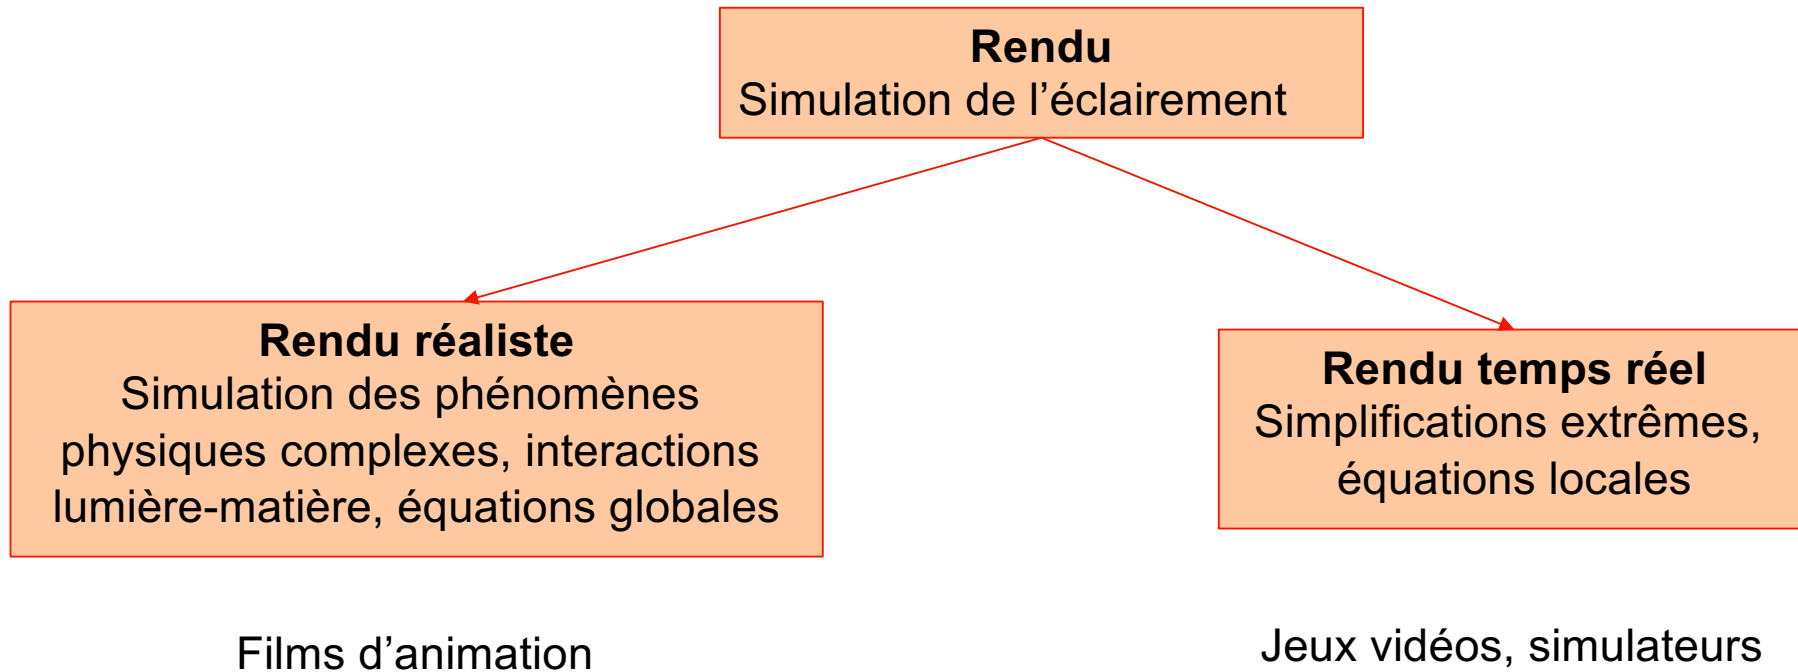 Rendu
Simulation de l’éclairement
Rendu réaliste
Simulation des phénomènes
physiques complexes, interactions
lumière-matière, équations globales
Rendu temps réel
Simplifications extrêmes,
équations locales
Films d’animation
Jeux vidéos, simulateurs